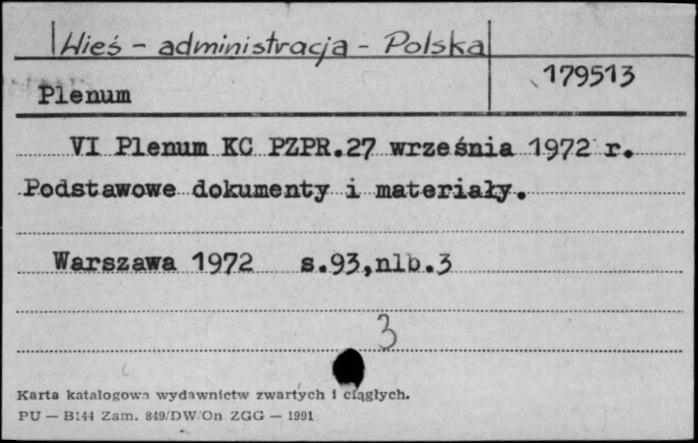 Wieś - administracja - Polska
179513
Plenum
VI Plenum KC PZPR.27 września 1972 r.
Podstawowe dokumenty i materiały.
Warszawa 1972 s.93,nlb.3
3
Karta katalogowa wydawnictw zwartych i ciągłych.
PU — B144 Zam. 849/DW/On ZGG — 1991